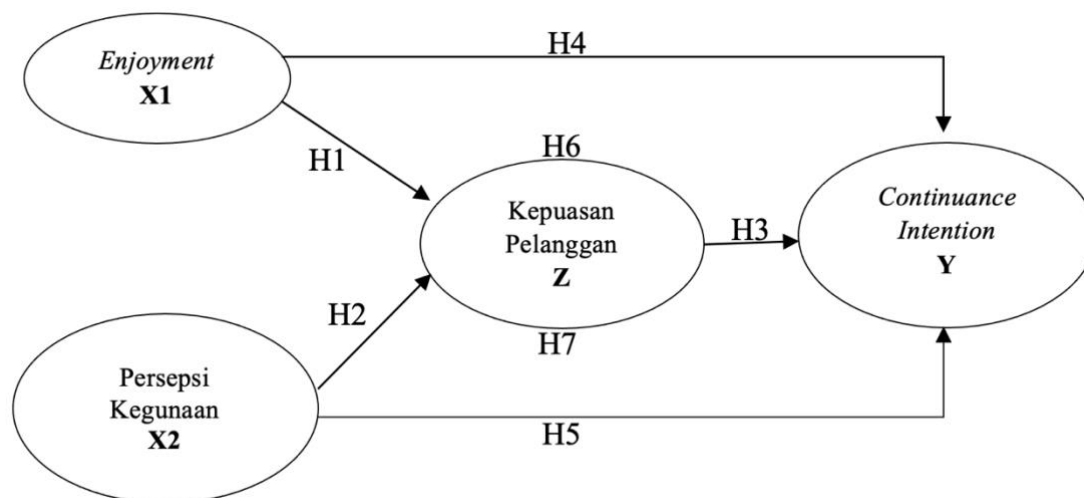 H4
Enjoyment
X1
H1
H6
Kepuasan
Pelanggan
Z
H3
Continuance
Intention
Y
H2
H7
Persepsi
Kegunaan
X2
H5